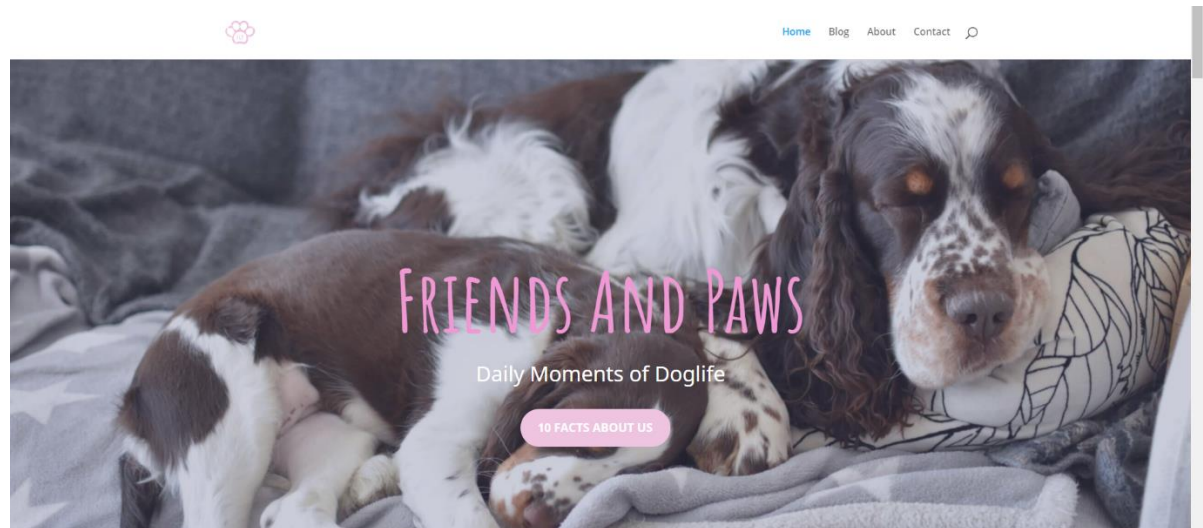 Home Blog About Contact
Friends And Paws
Daily Moments of Doglife
10 FACTS ABOUT US